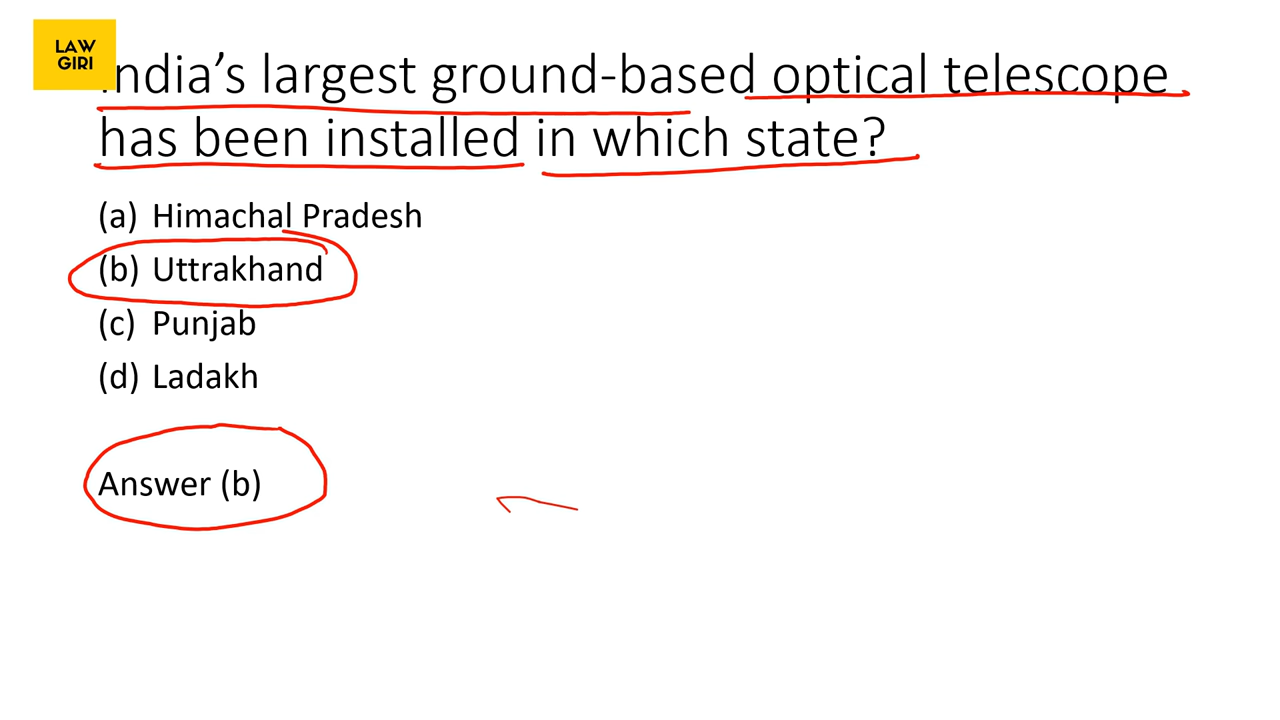 LAW
GIRI
India's largest ground-based optical telescope
has been installed in which state?
(a) Himachal Pradesh
(b) Uttrakhand
(c) Punjab
(d) Ladakh
Answer (b)